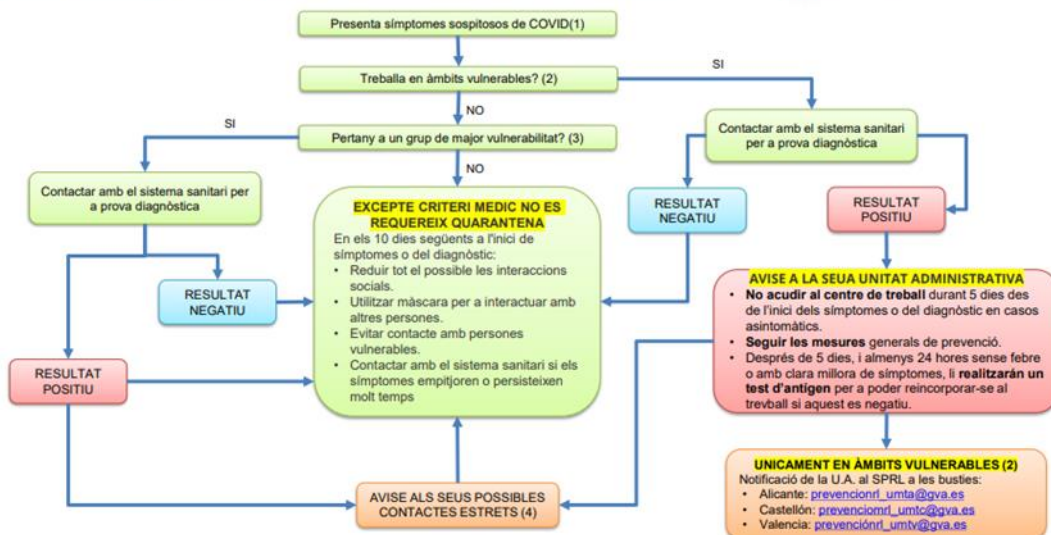 Presenta símptomes sospitosos de COVID(1)
Treballa en àmbits vulnerables? (2)
SI
NO
SI
Pertany a un grup de major vulnerabilitat? (3)
Contactar amb el sistema sanitari
per a prova diagnòstica
NO
Contactar amb el sistema sanitari per
a prova diagnòstica
EXCEPTE CRITERI MEDIC NO ES
REQUEREIX QUARANTENA
En els 10 dies següents a l'inici de
símptomes o del diagnòstic:
• Reduir tot el possible les interaccions
socials.
• Utilitzar màscara per a interactuar amb
altres persones.
• Evitar contacte amb persones
vulnerables.
• Contactar amb el sistema sanitari si els
símptomes empitjoren o persisteixen
molt temps
RESULTAT
NEGATIU
RESULTAT
POSITIU
RESULTAT
NEGATIU
RESULTAT
POSITIU
AVISE A LA SEUA UNITAT ADMINISTRATIVA
• No acudir al centre de treball durant 5 dies des
de l'inici dels símptomes o del diagnòstic en casos
asintomàtics.
• Seguir les mesures generals de prevenció.
• Després de 5 dies, i almenys 24 hores sense febre
o amb clara millora de símptomes, li realitzarán un
test d'antígen per a poder reincorporar-se al
trevball si aquest es negatiu.
AVISE ALS SEUS POSSIBLES
CONTACTES ESTRETS (4)
UNICAMENT EN ÀMBITS VULNERABLES (2)
Notificació de la U.A. al SPRL a les busties:
• Alicante: prevencionrl_umta@gva.es
• Castellón: prevenciomrl_umtc@gva.es
• Valencia: prevenciónrl_umtv@gva.es